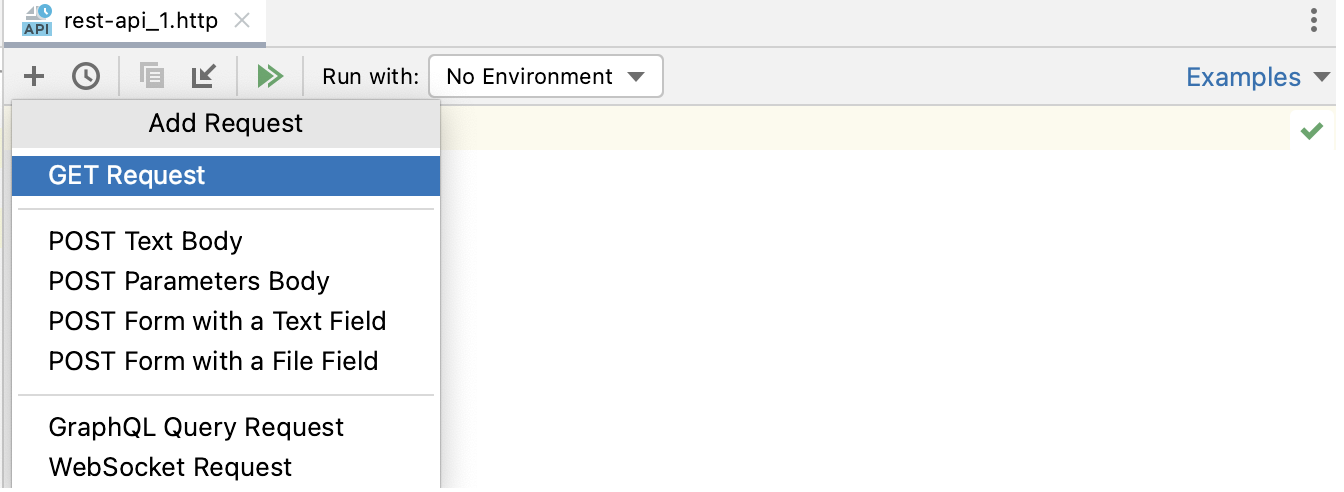 API
rest-api_1.http
Run with: No Environment
Examples
Add Request
GET Request
POST Text Body
POST Parameters Body
POST Form with a Text Field
POST Form with a File Field
GraphQL Query Request
WebSocket Request